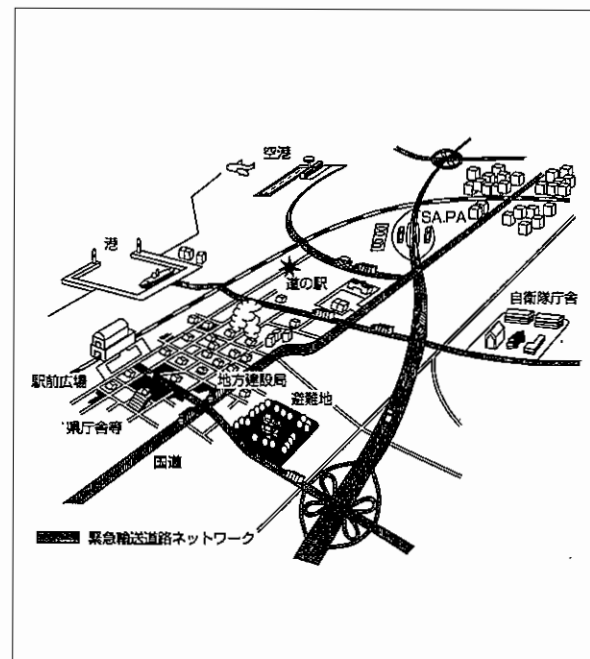 空港
SA.PA
港
道の駅
自衛隊庁舎
駅前広場
地方建設局
避難地
県庁舎等
国道
緊急輸送道路ネットワーク